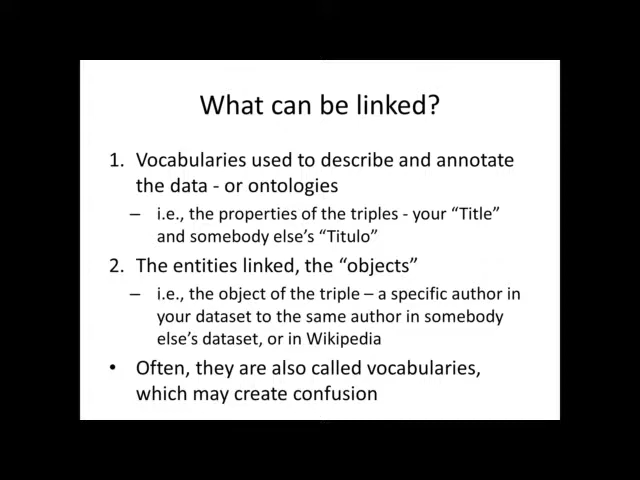 What can be linked?
1. Vocabularies used to describe and annotate
the data - or ontologies
– i.e., the properties of the triples - your “Title”
and somebody else’s “Titulo”
2. The entities linked, the “objects”
– i.e., the object of the triple – a specific author in
your dataset to the same author in somebody
else’s dataset, or in Wikipedia
• Often, they are also called vocabularies,
which may create confusion